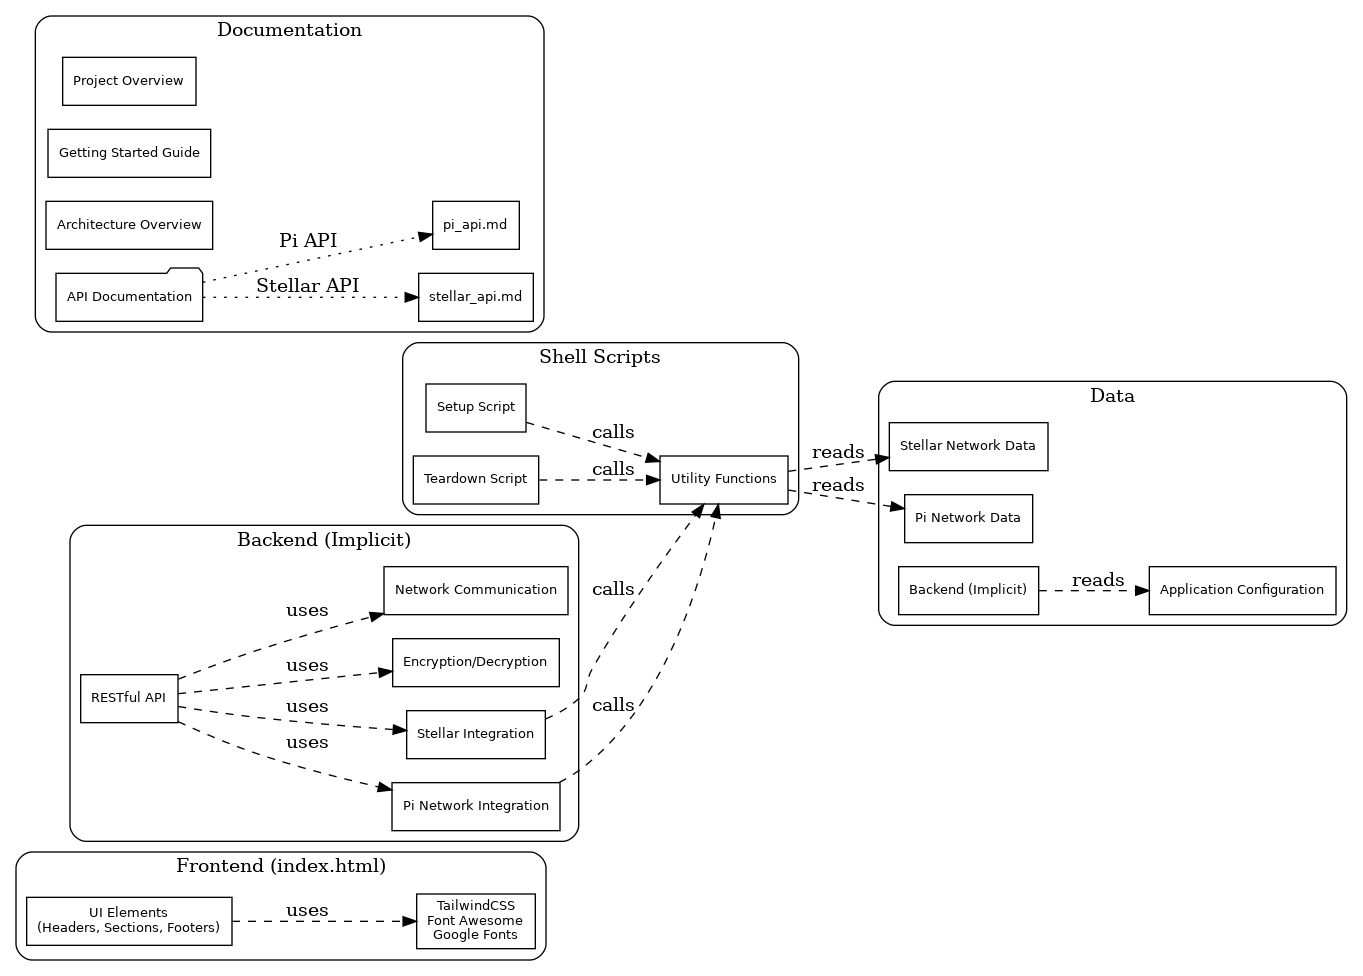 Documentation
Project Overview
Getting Started Guide
Architecture Overview
API Documentation
Pi API
Stellar API
pi_api.md
stellar_api.md
Shell Scripts
Setup Script
Teardown Script
calls
calls
Utility Functions
reads
reads
Data
Stellar Network Data
Pi Network Data
Backend (Implicit)
reads
Application Configuration
Backend (Implicit)
RESTful API
uses
uses
uses
uses
Network Communication
Encryption/Decryption
Stellar Integration
Pi Network Integration
calls
calls
Frontend (index.html)
UI Elements
(Headers, Sections, Footers)
uses
TailwindCSS
Font Awesome
Google Fonts